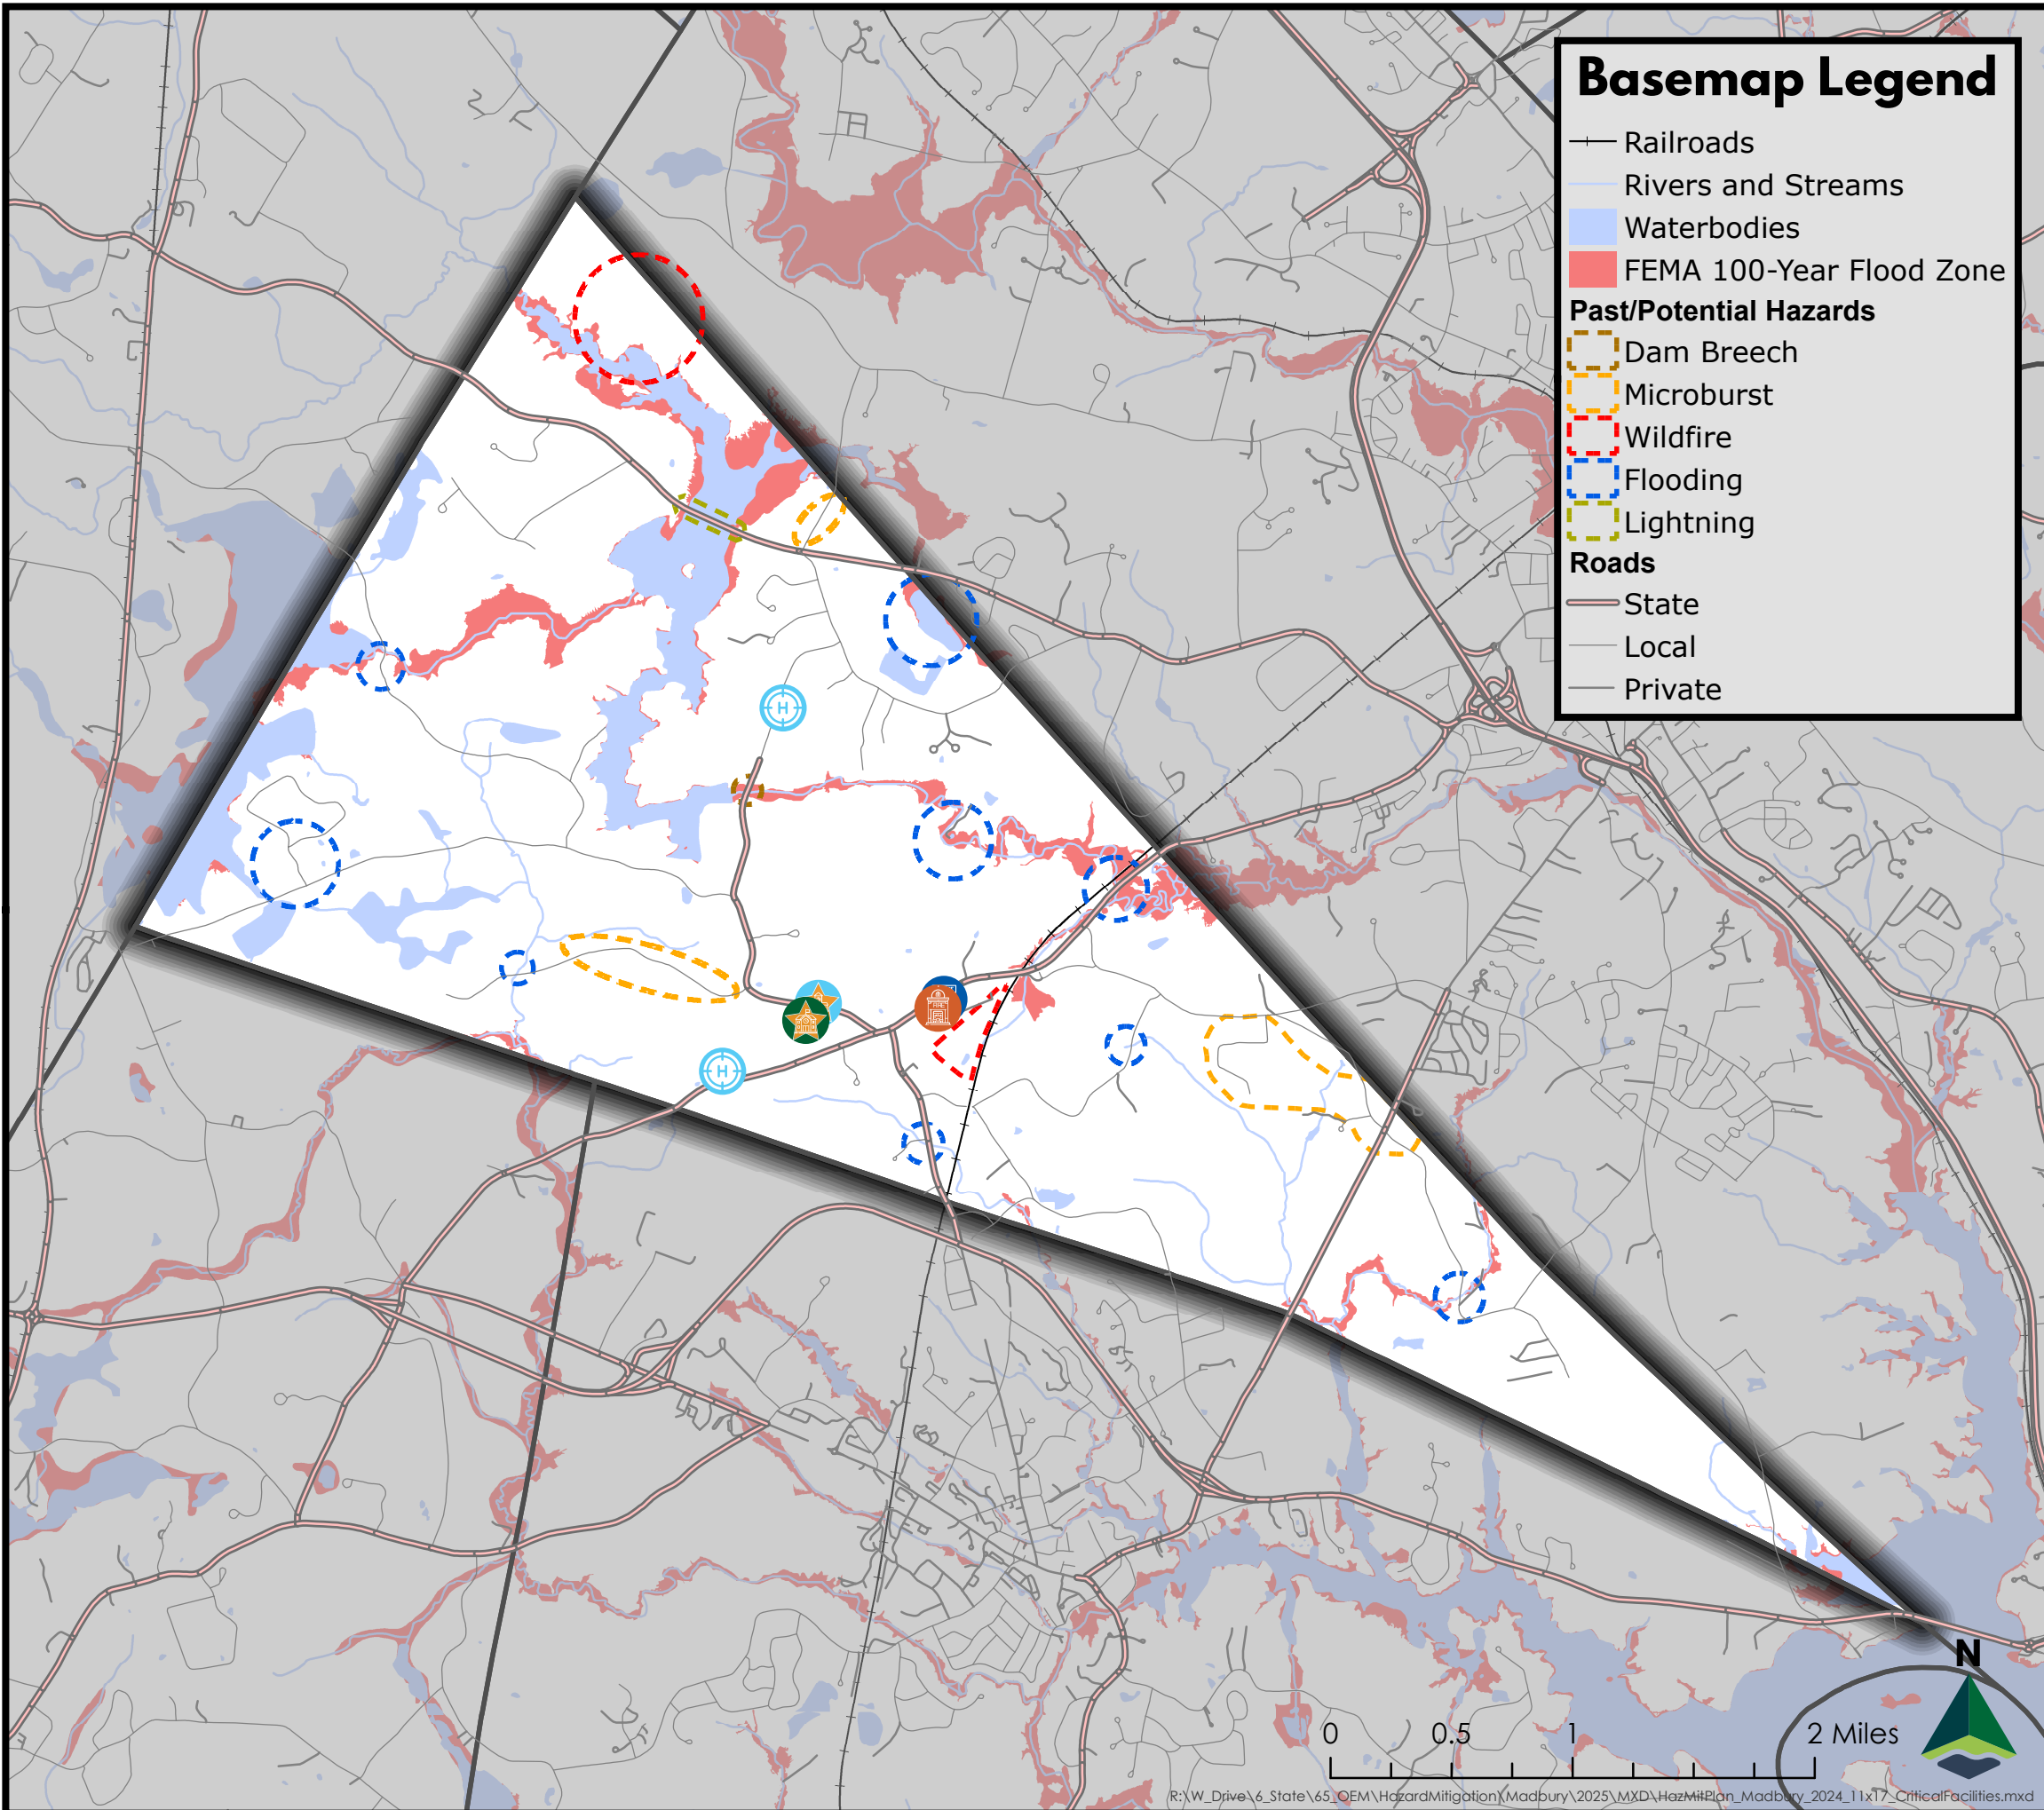 Basemap Legend
Railroads
Rivers and Streams
Waterbodies
FEMA 100-Year Flood Zone
Past/Potential Hazards
Dam Breech
Microburst
Wildfire
Flooding
Lightning
Roads
State
Local
Private
H
H
N
0 0.5 1 2 Miles
R:\W_Drive\6_State\65_OEM\HazardMitigation\Madbury\2025\MXD\HazMitPlan_Madbury_2024_11x17_CriticalFacilities.mxd